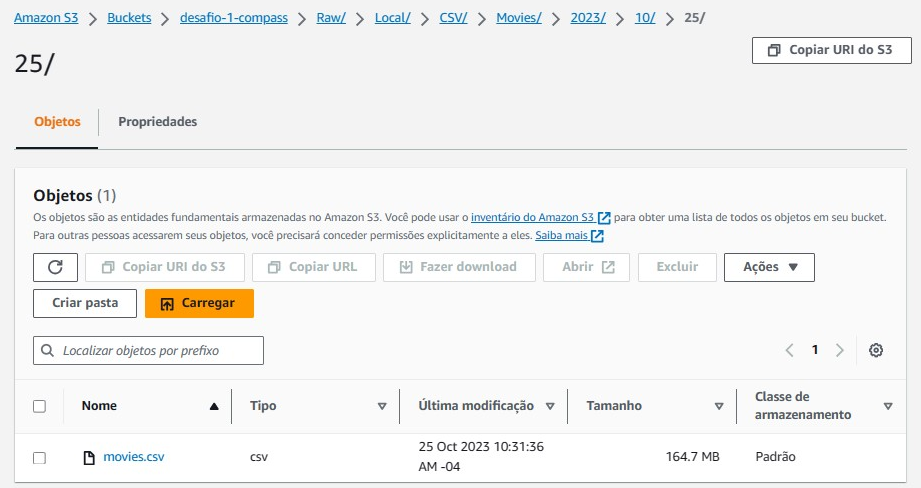 Amazon S3 > Buckets > desafio-1-compass > Raw/ > Local/ > CSV/ > Movies/ > 2023/ > 10/ > 25/
25/
Copiar URI do S3
Objetos Propriedades
Objetos (1)
Os objetos são as entidades fundamentais armazenadas no Amazon S3. Você pode usar o inventário do Amazon S3 para obter uma lista de todos os objetos em seu bucket.
Para outras pessoas acessarem seus objetos, você precisará conceder permissões explicitamente a eles. Saiba mais
Copiar URI do S3 Copiar URL Fazer download Abrir Excluir Ações
Criar pasta Carregar
Localizar objetos por prefixo
1
Nome Tipo Última modificação Tamanho Classe de
armazenamento
movies.csv csv 25 Oct 2023 10:31:36
AM -04 164.7 MB Padrão